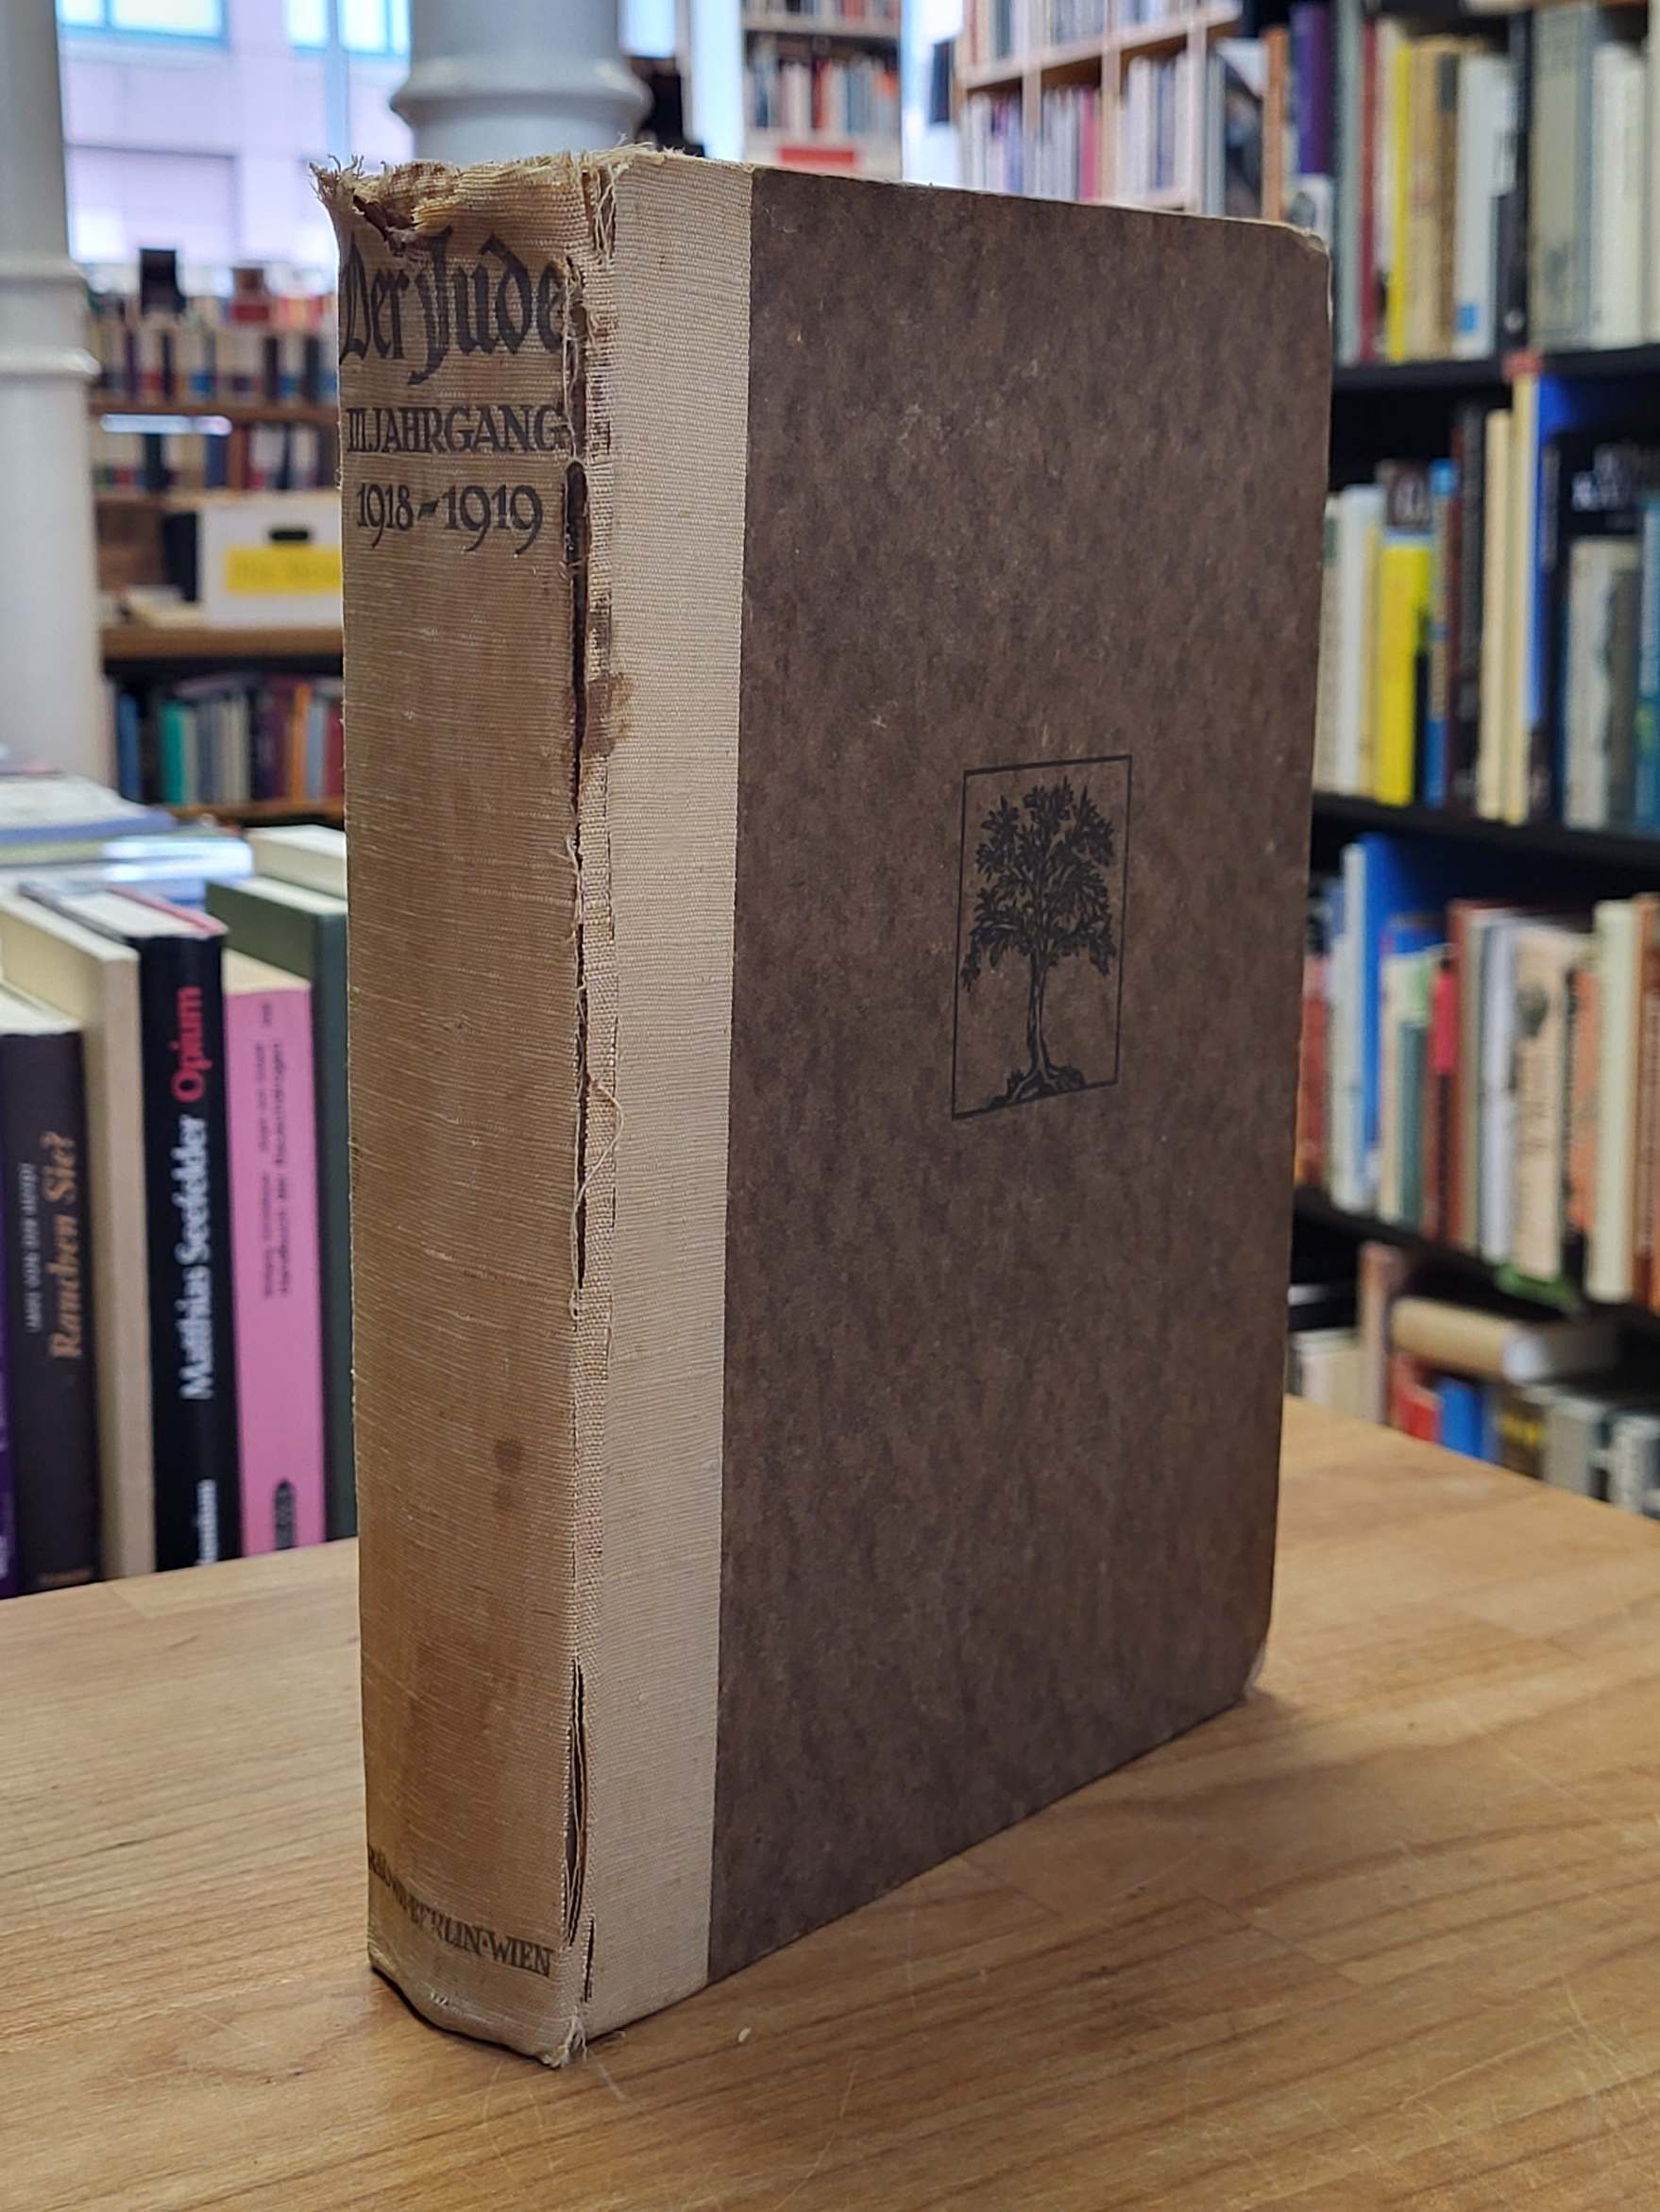 Der Jude
III.JAHRGANG
1918-1919
BERLIN·WIEN
Rauchen Sie?
Matthias Seefelder Opium